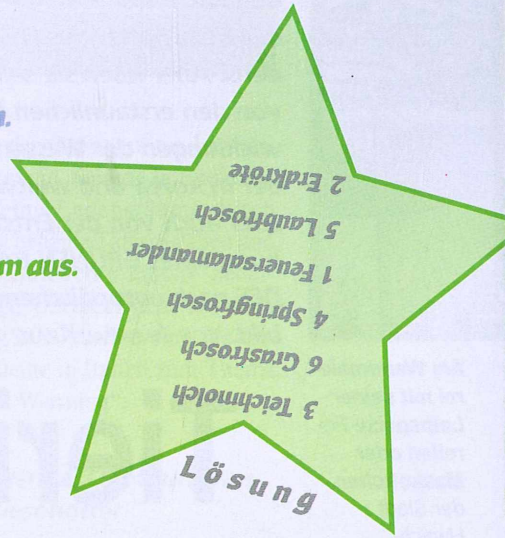 m aus.
Lösung
3 Teichmolch
6 Grasfrosch
4 Springfrosch
1 Feuersalamander
5 Laubfrosch
2 Erdkröte